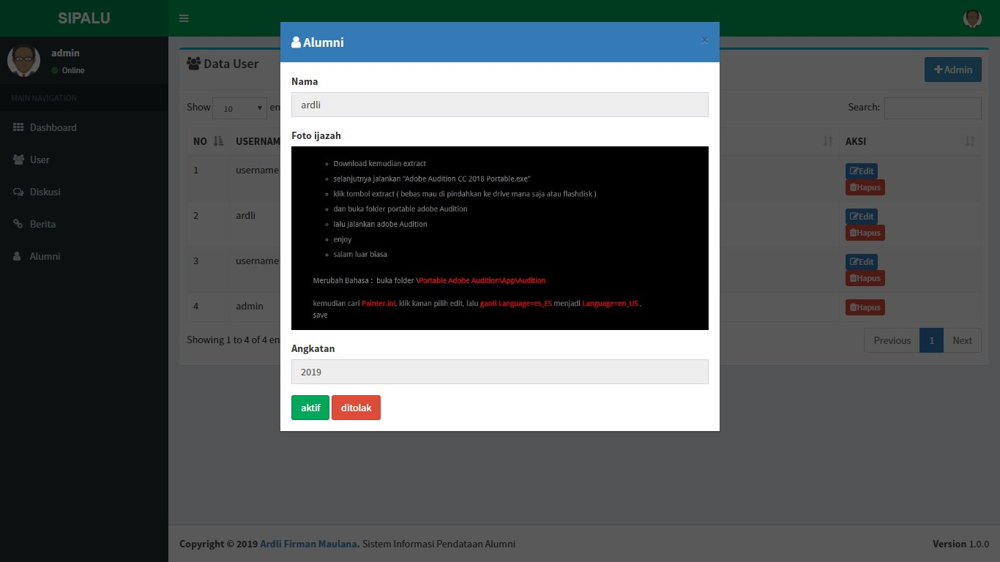 SIPALU
admin
Online
MAIN NAVIGATION
Dashboard
User
Diskusi
Berita
Alumni
Data User
+Admin
Show 10 en
Search:
NO USERNAM AKSI
1 username Edit
Hapus
2 ardli Edit
Hapus
3 username Edit
Hapus
4 admin Hapus
Showing 1 to 4 of 4 en
Previous 1 Next
Alumni ×
Nama
ardli
Foto ijazah
Download kemudian extract
selanjutnya jalankan “Adobe Audition CC 2018 Portable.exe”
klik tombol extract ( bebas mau di pindahkan ke drive mana saja atau flashdisk )
dan buka folder portable adobe Audition
lalu jalankan adobe Audition
enjoy
salam luar biasa
Merubah Bahasa : buka folder \Portable Adobe Audition\App\Audition
kemudian cari Painter.ini, klik kanan pilih edit, lalu ganti Language=es_ES menjadi Language=en_US .
save
Angkatan
2019
aktif ditolak
Copyright © 2019 Ardli Firman Maulana. Sistem Informasi Pendataan Alumni
Version 1.0.0